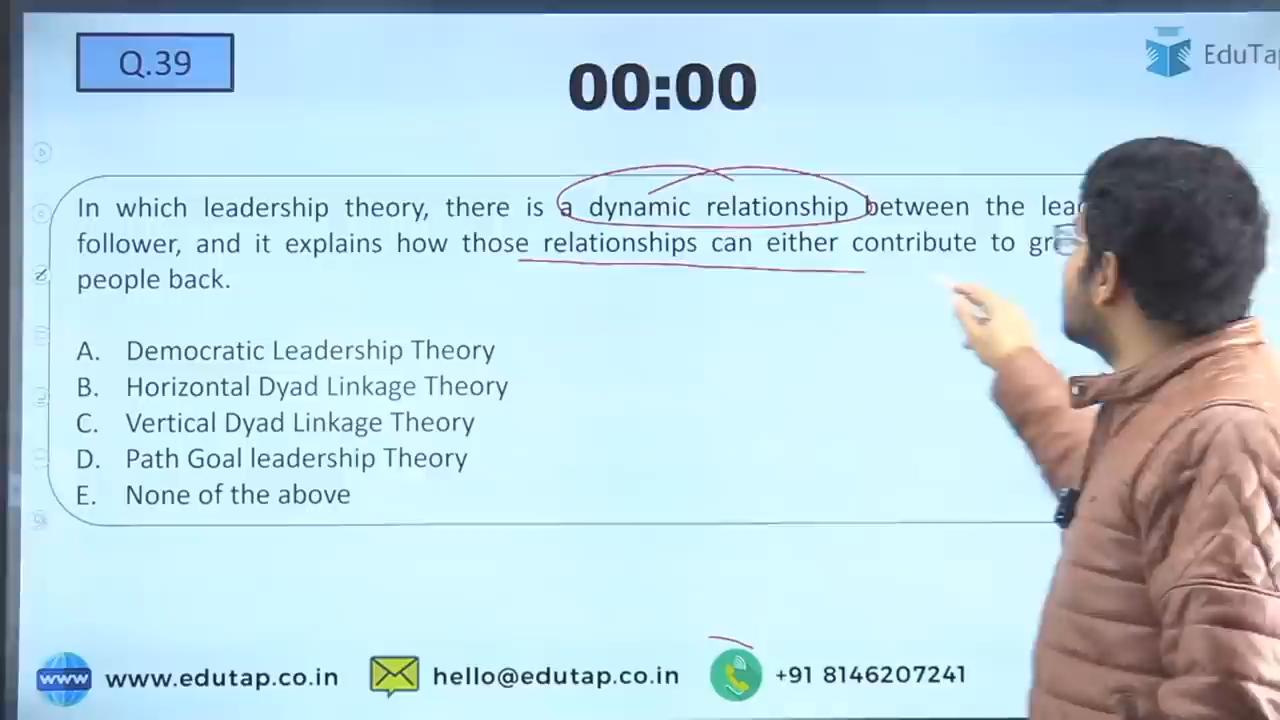 Q.39
00:00
EduTa
In which leadership theory, there is a dynamic relationship between the
follower, and it explains how those relationships can either contribute to
people back.
A. Democratic Leadership Theory
B. Horizontal Dyad Linkage Theory
C. Vertical Dyad Linkage Theory
D. Path Goal leadership Theory
E. None of the above
www
www.edutap.co.in
hello@edutap.co.in
+91 8146207241